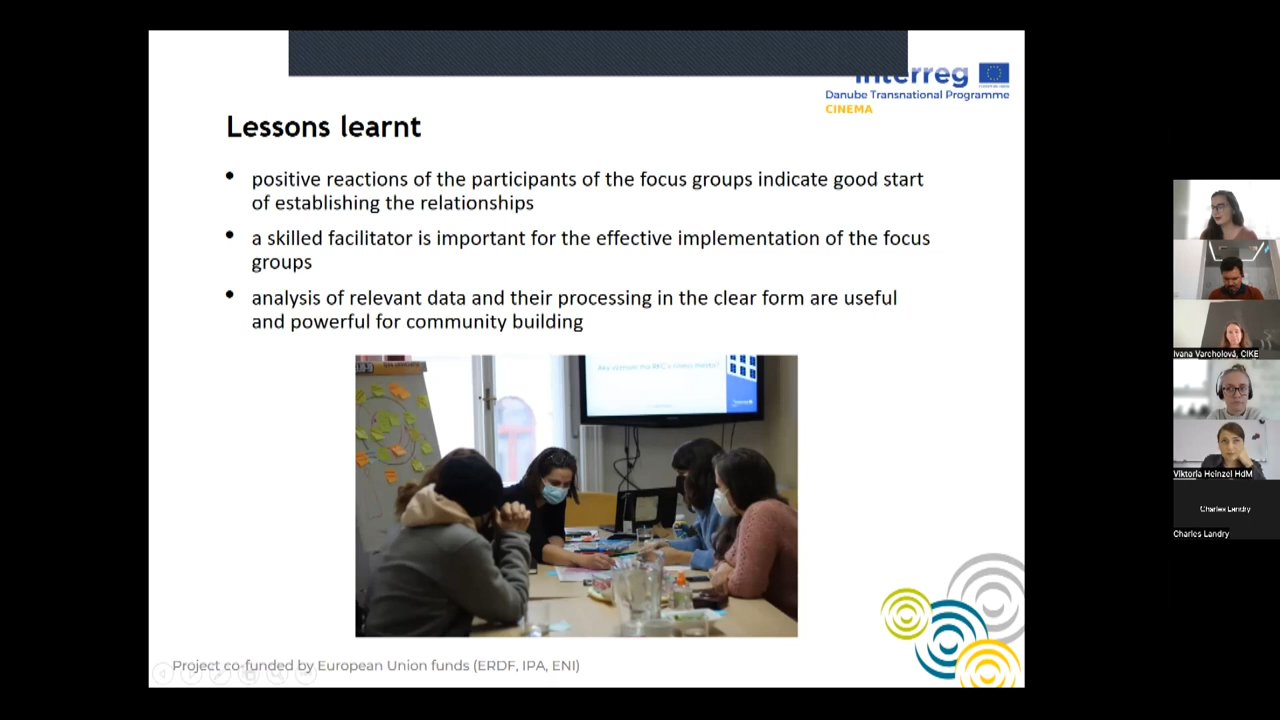 Interreg
Danube Transnational Programme
CINEMA
Lessons learnt
• positive reactions of the participants of the focus groups indicate good start
of establishing the relationships
• a skilled facilitator is important for the effective implementation of the focus
groups
• analysis of relevant data and their processing in the clear form are useful
and powerful for community building
Project co-funded by European Union funds (ERDF, IPA, ENI)
Ivana Varcholová, CIKE
Viktoria Heinzel HdM
Charles Landry
Charles Landry